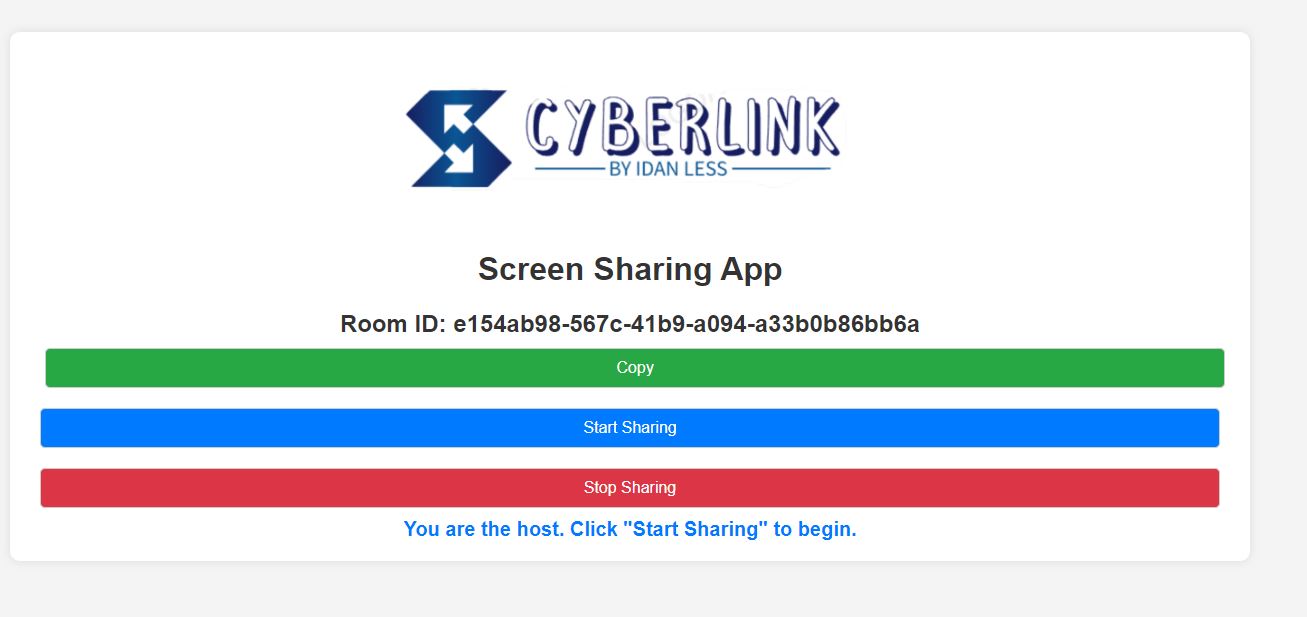 CYBERLINK
BY IDAN LESS
Screen Sharing App
Room ID: e154ab98-567c-41b9-a094-a33b0b86bb6a
Copy
Start Sharing
Stop Sharing
You are the host. Click "Start Sharing" to begin.